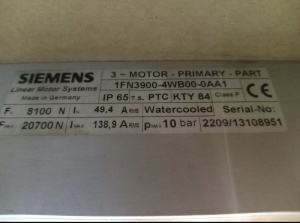 SIEMENS
Linear Motor Systems
Made in Germany
3 ~ MOTOR - PRIMARY - PART
1FN3900-4WB00-0AA1
IP 65 T.S. PTC KTY 84 Class F CE
8100 N 49,4 A Watercooled Serial-No:
20700 N 138,9 A 10 bar 2209/13108951